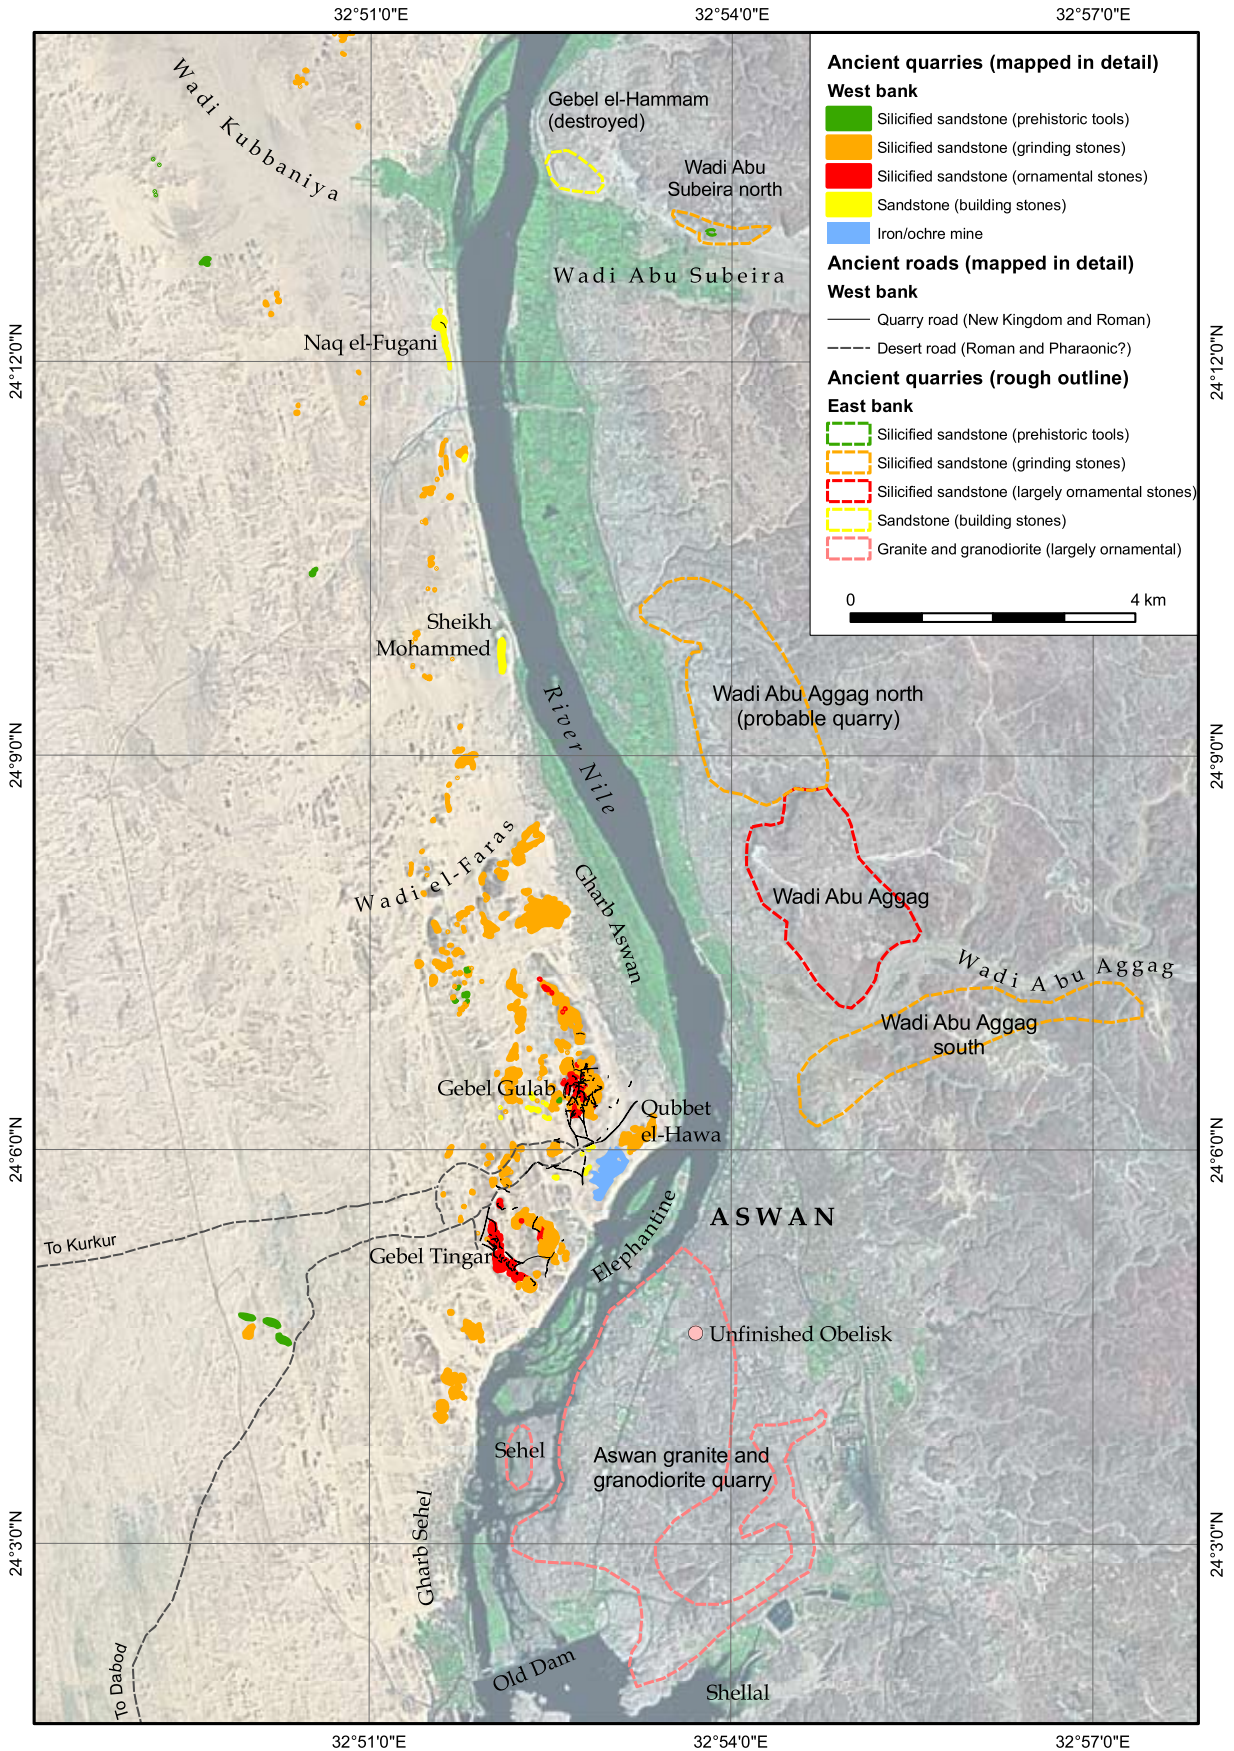 32°51'0"E
32°54'0"E
32°57'0"E
Ancient quarries (mapped in detail)
West bank
Silicified sandstone (prehistoric tools)
Silicified sandstone (grinding stones)
Silicified sandstone (ornamental stones)
Sandstone (building stones)
Iron/ochre mine
Ancient roads (mapped in detail)
West bank
Quarry road (New Kingdom and Roman)
Desert road (Roman and Pharaonic?)
Ancient quarries (rough outline)
East bank
Silicified sandstone (prehistoric tools)
Silicified sandstone (grinding stones)
Silicified sandstone (largely ornamental stones)
Sandstone (building stones)
Granite and granodiorite (largely ornamental)
0 4 km
Wadi Kubbaniya
Gebel el-Hammam
(destroyed)
Wadi Abu
Subeira north
Wadi Abu Subeira
Naq el-Fugani
24°12'0"N
24°12'0"N
Sheikh
Mohammed
River Nile
Wadi Abu Aggag north
(probable quarry)
24°9'0"N
24°9'0"N
Wadi el-Faras
Gharb Aswan
Wadi Abu Aggag
Wadi Abu Aggag
Wadi Abu Aggag
south
Gebel Gulab
Qubbet
el-Hawa
24°6'0"N
24°6'0"N
Elephantine
ASWAN
To Kurkur
Gebel Tingar
Unfinished Obelisk
Sehel
Aswan granite and
granodiorite quarry
Gharb Sehel
24°3'0"N
24°3'0"N
To Dabod
Old Dam
Shellal
32°51'0"E
32°54'0"E
32°57'0"E